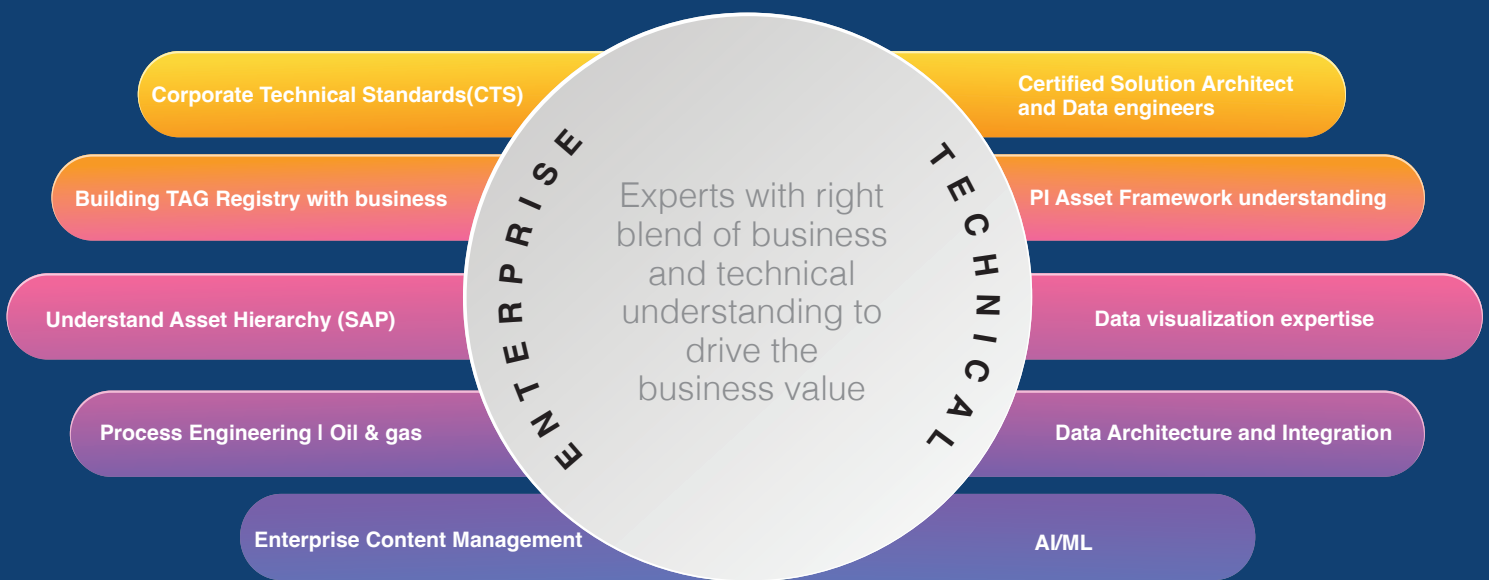 Corporate Technical Standards(CTS)
Building TAG Registry with business
Understand Asset Hierarchy (SAP)
Process Engineering l Oil & gas
Enterprise Content Management
ENTERPRISE
Experts with right
blend of business
and technical
understanding to
drive the
business value
TECHNICAL
Certified Solution Architect
and Data engineers
PI Asset Framework understanding
Data visualization expertise
Data Architecture and Integration
AI/ML